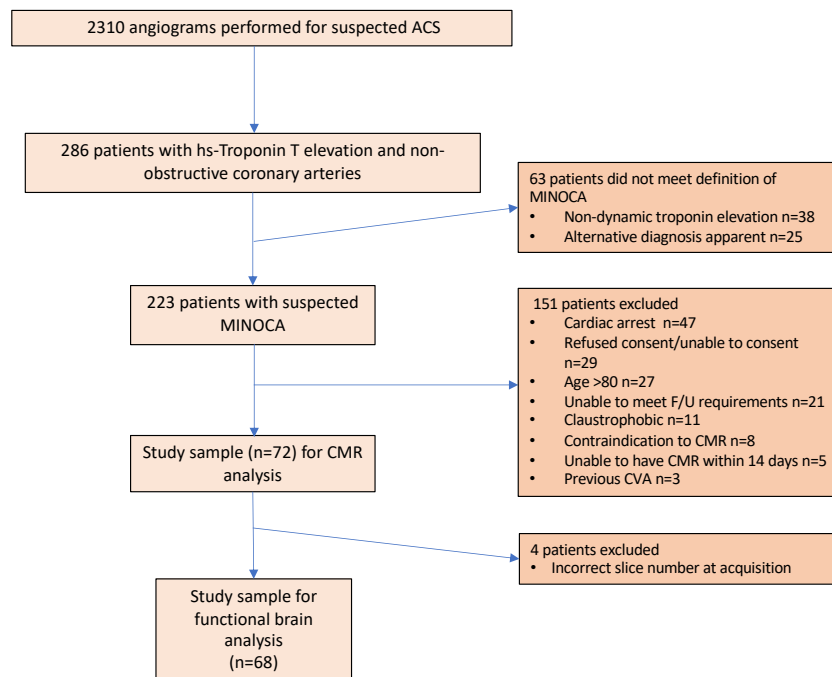 2310 angiograms performed for suspected ACS
286 patients with hs-Troponin T elevation and non-
obstructive coronary arteries
63 patients did not meet definition of
MINOCA
• Non-dynamic troponin elevation n=38
• Alternative diagnosis apparent n=25
223 patients with suspected
MINOCA
151 patients excluded
• Cardiac arrest n=47
• Refused consent/unable to consent
n=29
• Age >80 n=27
• Unable to meet F/U requirements n=21
• Claustrophobic n=11
• Contraindication to CMR n=8
• Unable to have CMR within 14 days n=5
• Previous CVA n=3
Study sample (n=72) for CMR
analysis
4 patients excluded
• Incorrect slice number at acquisition
Study sample for
functional brain
analysis
(n=68)